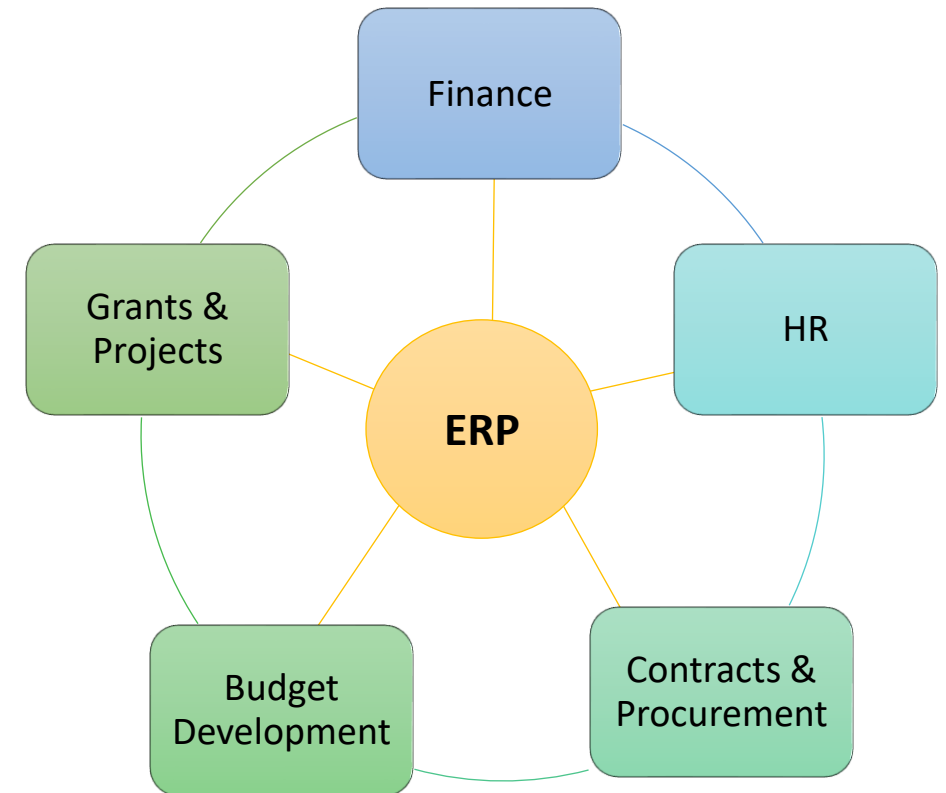 Finance
Grants &
Projects
HR
ERP
Budget
Development
Contracts &
Procurement